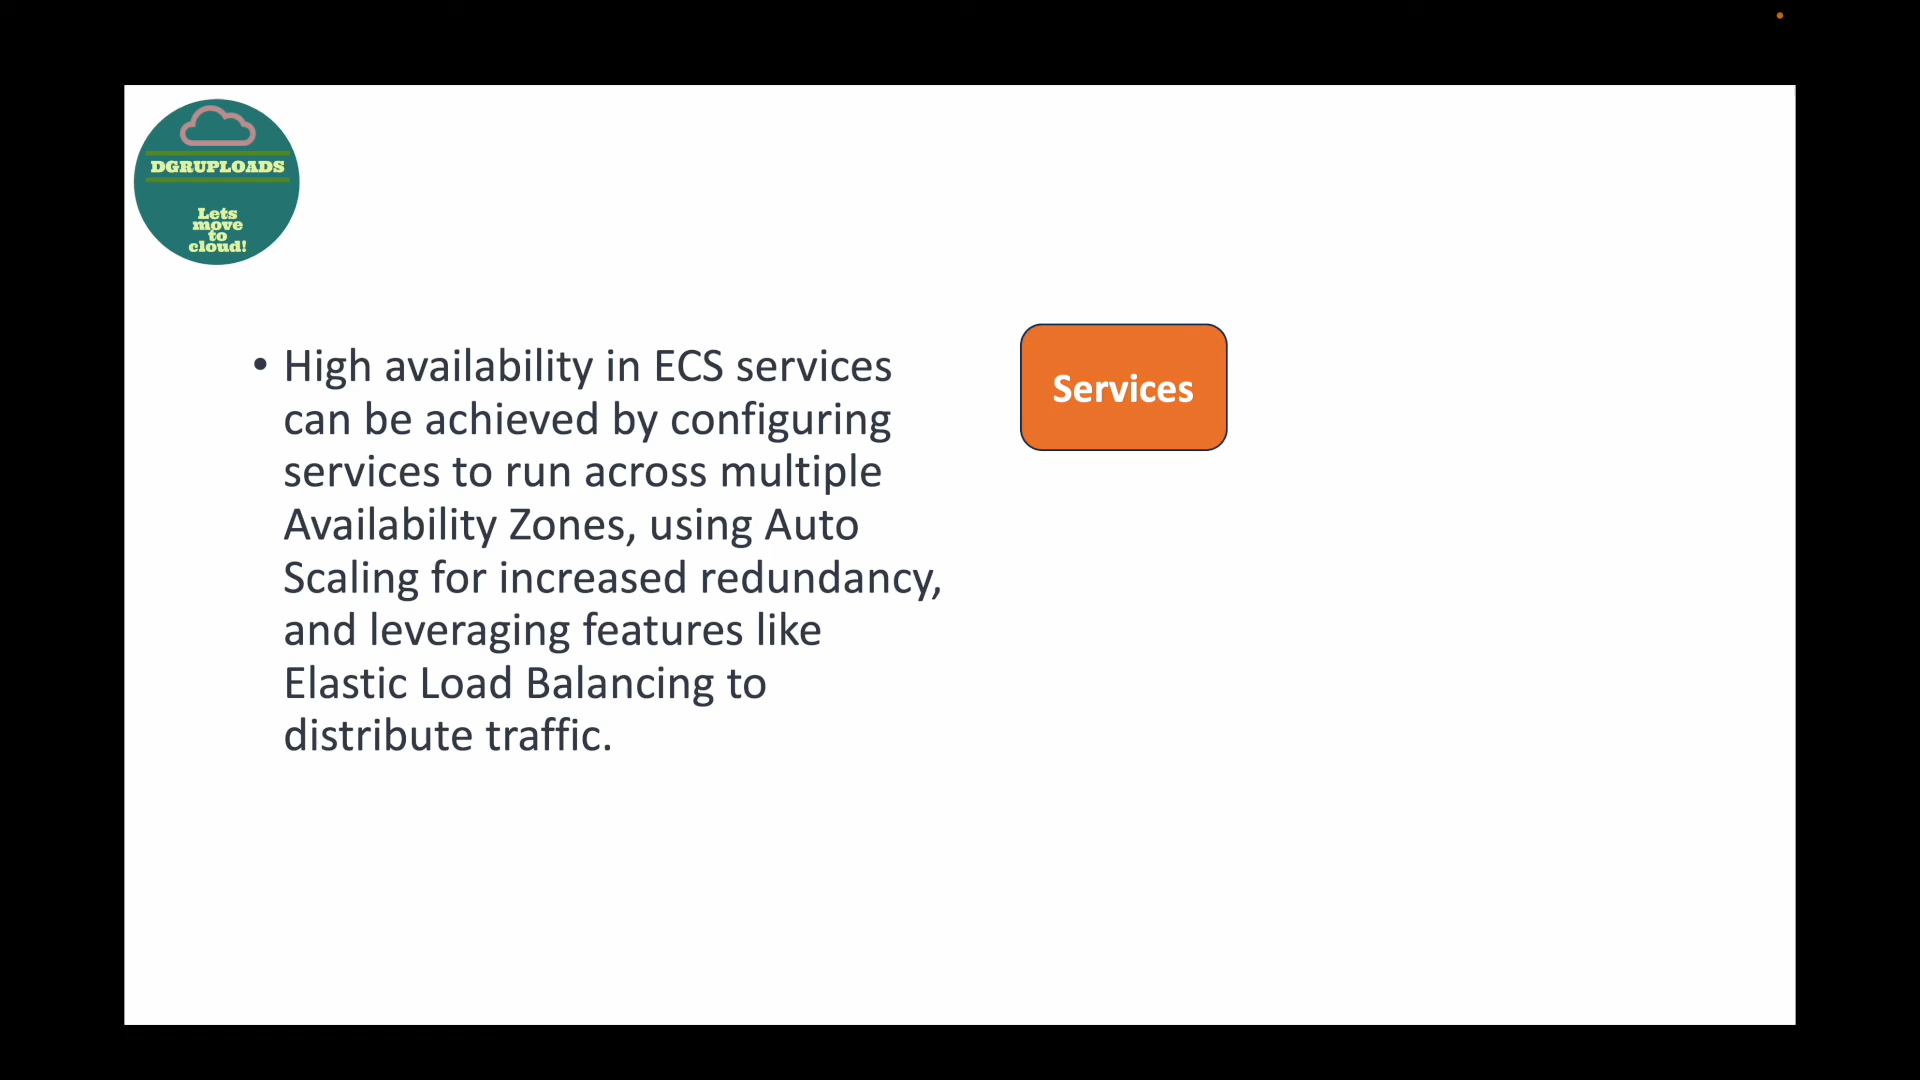 DGRUPLOADS
Lets
move
to
cloud!
• High availability in ECS services
can be achieved by configuring
services to run across multiple
Availability Zones, using Auto
Scaling for increased redundancy,
and leveraging features like
Elastic Load Balancing to
distribute traffic.
Services